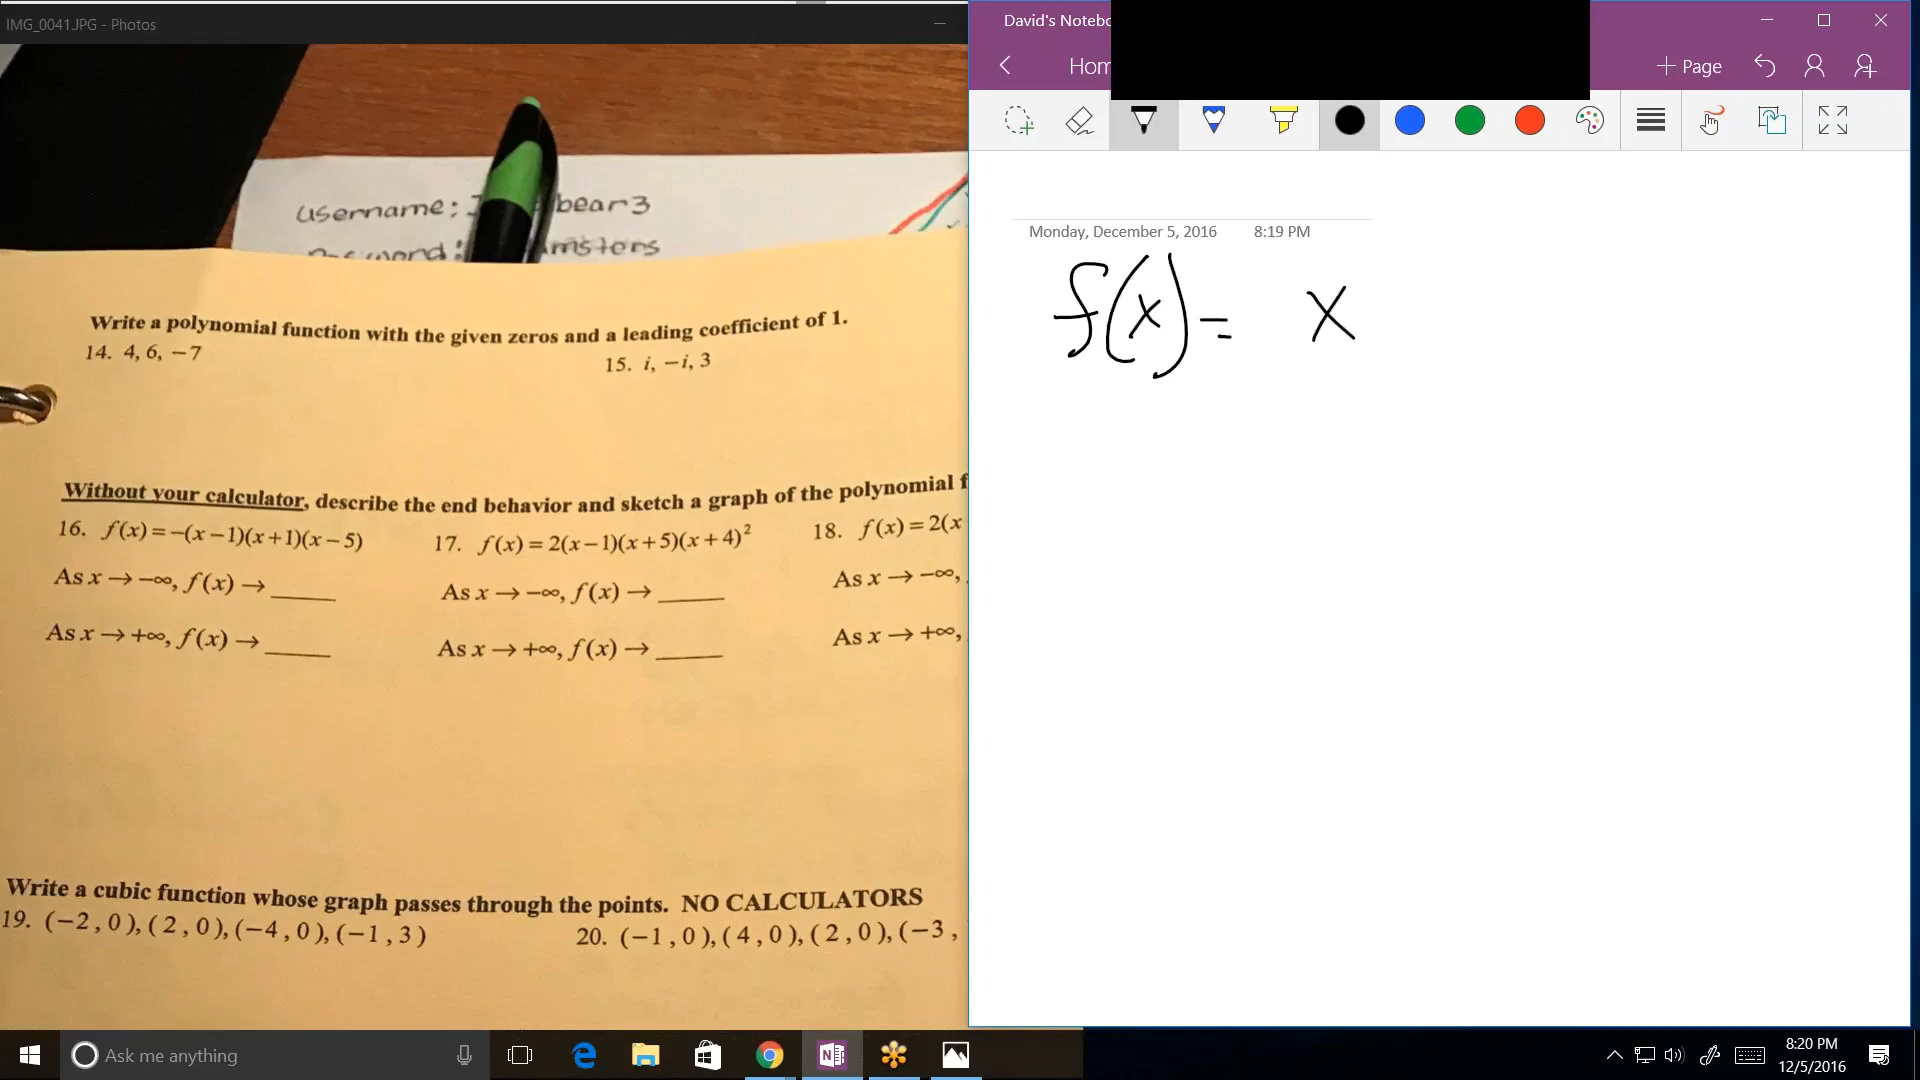 IMG_0041.JPG - Photos
username: bear3
msters
Write a polynomial function with the given zeros and a leading coefficient of 1.
14. 4, 6, −7
15. i, −i, 3
Without your calculator, describe the end behavior and sketch a graph of the polynomial f
16. f(x)=−(x−1)(x+1)(x−5)
17. f(x)=2(x−1)(x+5)(x+4)²
18. f(x)=2(x
As x→−∞, f(x)→ _____
As x→−∞, f(x)→ _____
As x→−∞,
As x→+∞, f(x)→ _____
As x→+∞, f(x)→ _____
As x→+∞,
Write a cubic function whose graph passes through the points. NO CALCULATORS
19. (−2,0),(2,0),(−4,0),(−1,3)
20. (−1,0),(4,0),(2,0),(−3,
David's Notebo
Hom
+ Page
Monday, December 5, 2016 8:19 PM
f(x)= x
Ask me anything
8:20 PM
12/5/2016